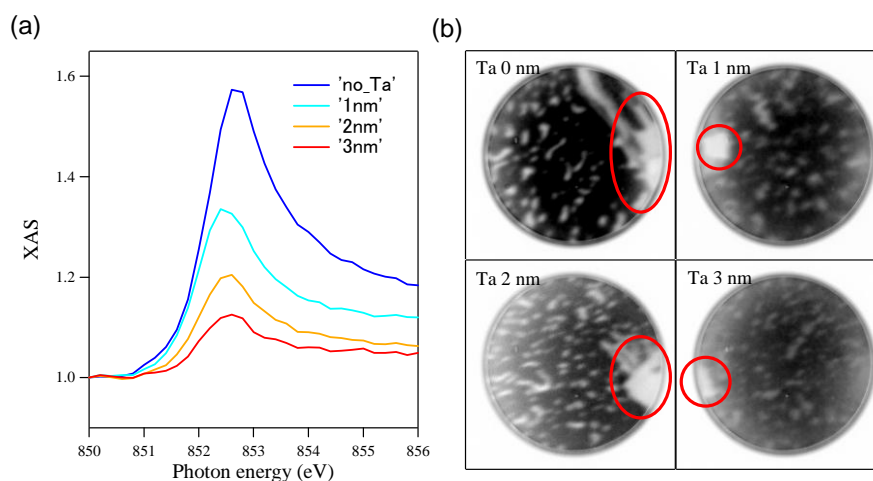 (a)
XAS
1.6
1.4
1.2
1.0
'no_Ta'
'1nm'
'2nm'
'3nm'
850 851 852 853 854 855 856
Photon energy (eV)
(b)
Ta 0 nm
Ta 1 nm
Ta 2 nm
Ta 3 nm